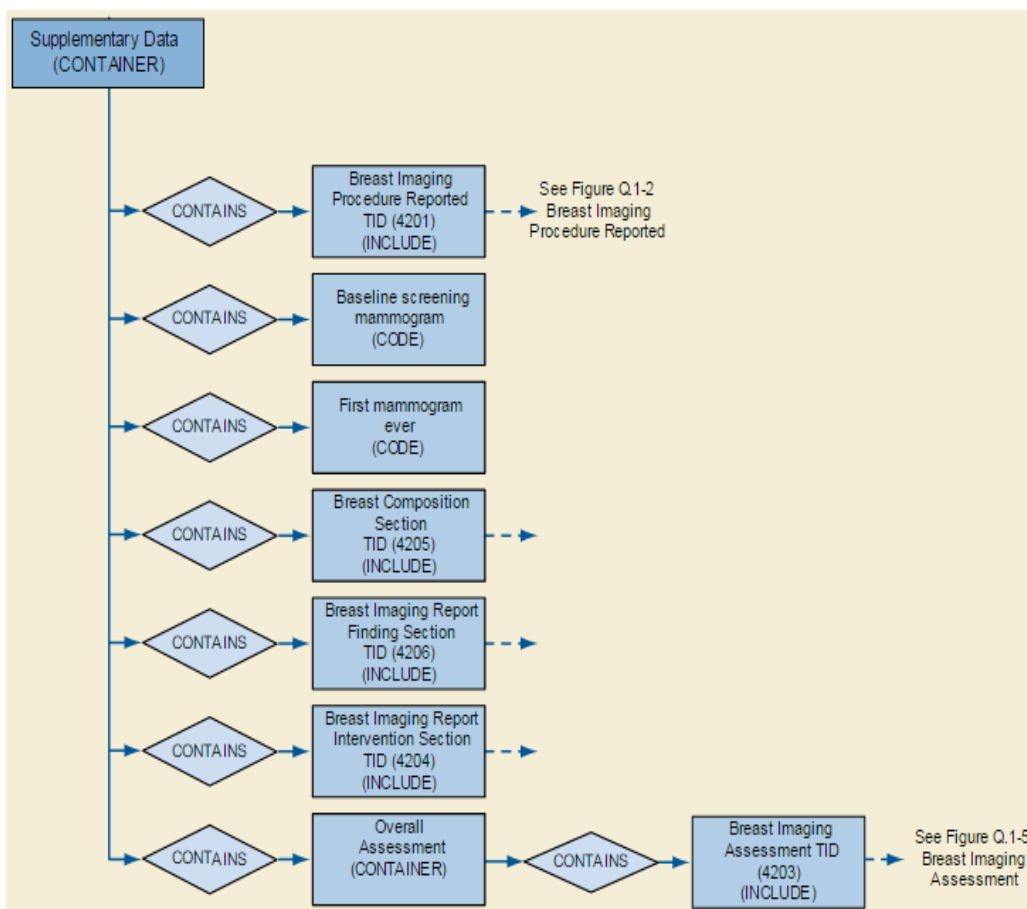 Supplementary Data
(CONTAINER)
CONTAINS
Breast Imaging
Procedure Reported
TID (4201)
(INCLUDE)
See Figure Q.1-2
Breast Imaging
Procedure Reported
CONTAINS
Baseline screening
mammogram
(CODE)
CONTAINS
First mammogram
ever
(CODE)
CONTAINS
Breast Composition
Section
TID (4205)
(INCLUDE)
CONTAINS
Breast Imaging Report
Finding Section
TID (4206)
(INCLUDE)
CONTAINS
Breast Imaging Report
Intervention Section
TID (4204)
(INCLUDE)
CONTAINS
Overall
Assessment
(CONTAINER)
CONTAINS
Breast Imaging
Assessment TID
(4203)
(INCLUDE)
See Figure Q.1-5
Breast Imaging
Assessment